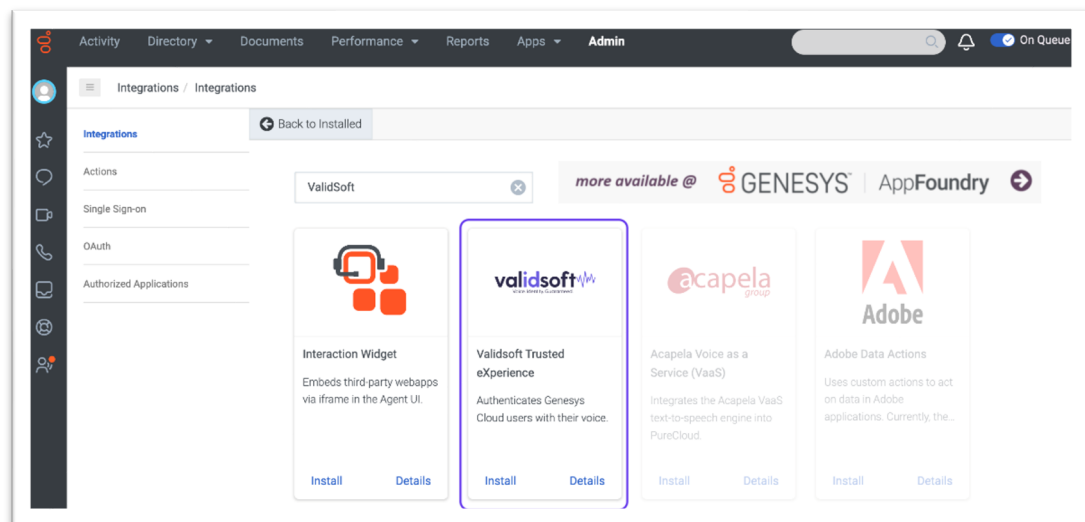 Activity Directory Documents Performance Reports Apps Admin On Queue
Integrations / Integrations
Integrations
Actions
Single Sign-on
OAuth
Authorized Applications
Back to Installed
ValidSoft
more available @ GENESYS™ AppFoundry
Interaction Widget
Embeds third-party webapps
via iframe in the Agent UI.
Install Details
validsoft
Voice Identity Guaranteed
Validsoft Trusted
eXperience
Authenticates Genesys
Cloud users with their voice.
Install Details
acapela
group
Acapela Voice as a
Service (VaaS)
Integrates the Acapela VaaS
text-to-speech engine into
PureCloud.
Install Details
Adobe
Adobe Data Actions
Uses custom actions to act
on data in Adobe
applications. Currently, the...
Install Details